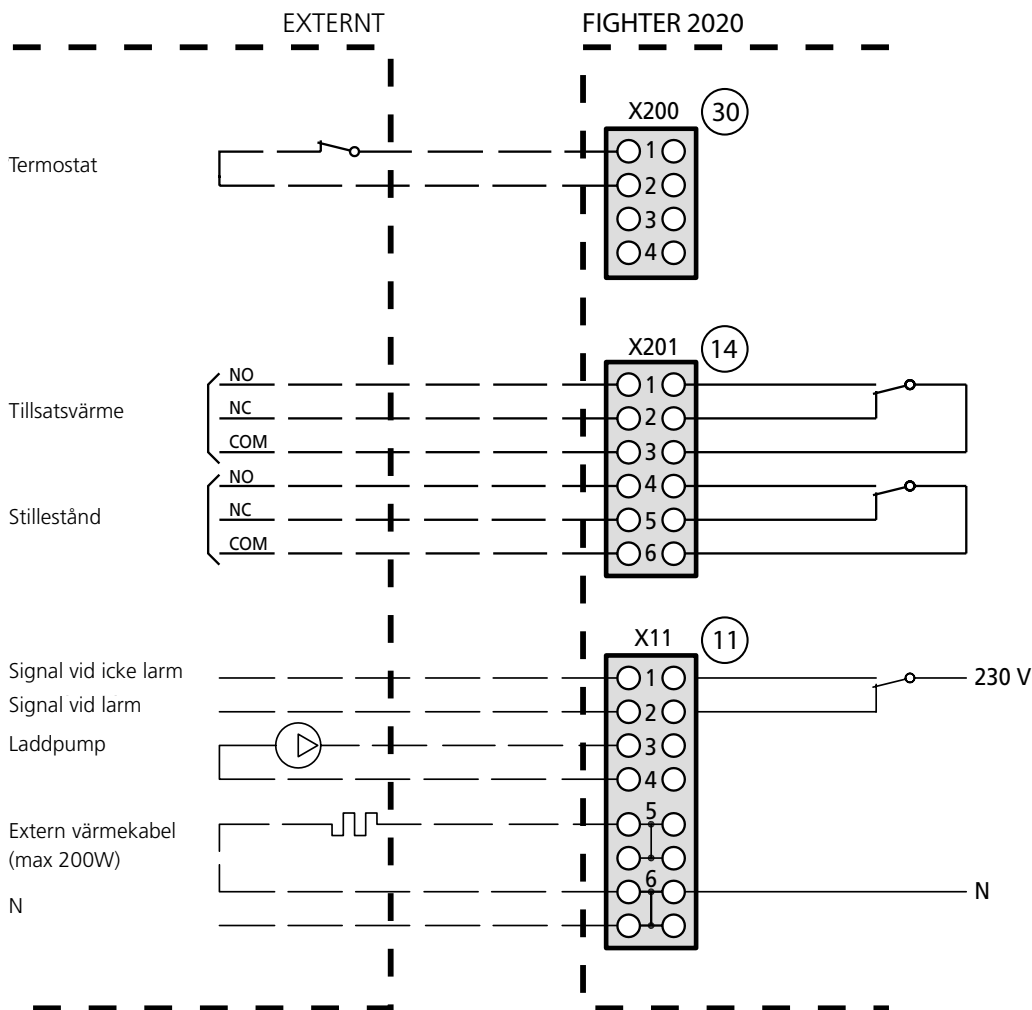 EXTERNT FIGHTER 2020
X200 30
Termostat
1
2
3
4
X201 14
Tillsatsvärme
NO
NC
COM
1
2
3
Stillestånd
NO
NC
COM
4
5
6
X11 11
Signal vid icke larm
1
230 V
Signal vid larm
2
Laddpump
3
4
Extern värmekabel
(max 200W)
5
N
6
N